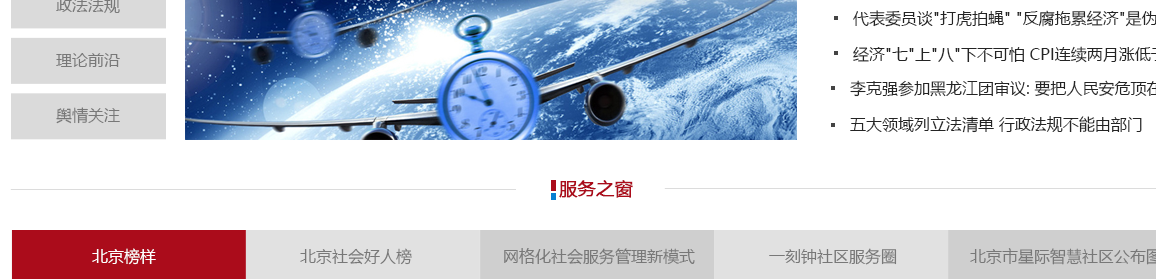 政法法规
理论前沿
舆情关注
代表委员谈"打虎拍蝇" "反腐拖累经济"是伪
经济"七"上"八"下不可怕 CPI连续两月涨低于
李克强参加黑龙江团审议: 要把人民安危顶在
五大领域列立法清单 行政法规不能由部门
服务之窗
北京榜样
北京社会好人榜
网格化社会服务管理新模式
一刻钟社区服务圈
北京市星际智慧社区公布图